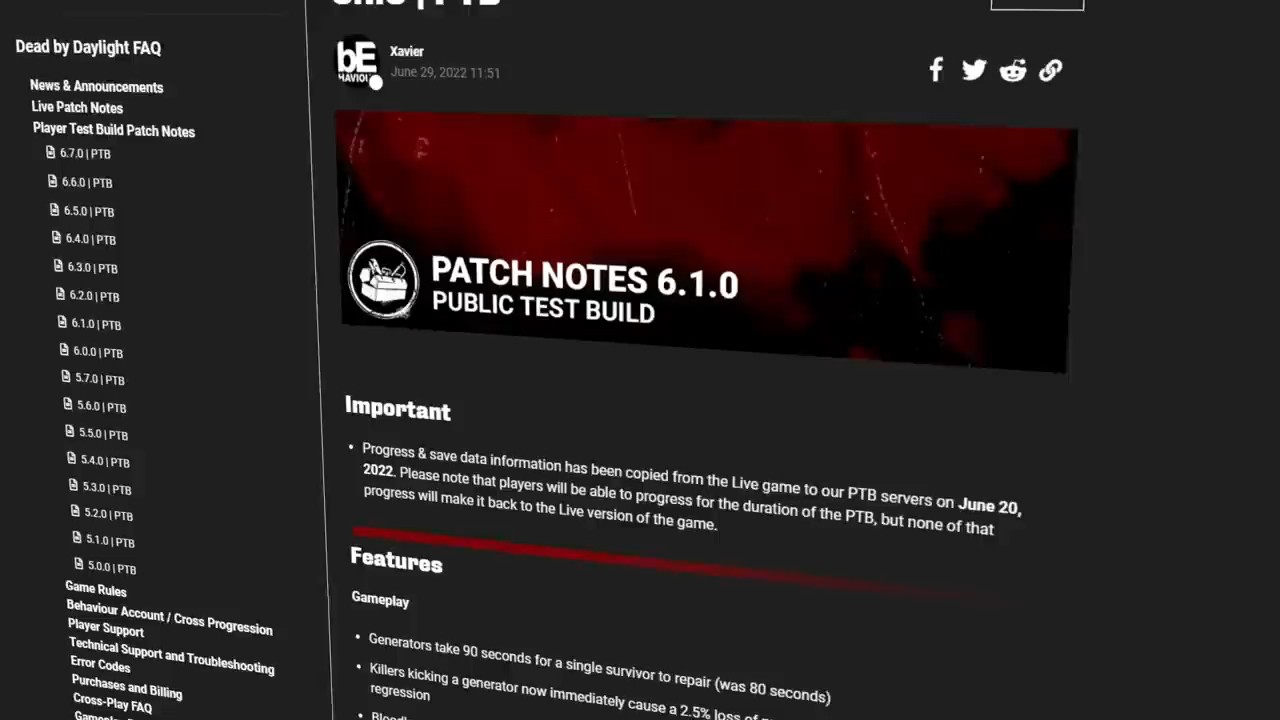 Dead by Daylight FAQ
News & Announcements
Live Patch Notes
Player Test Build Patch Notes
6.7.0 | PTB
6.6.0 | PTB
6.5.0 | PTB
6.4.0 | PTB
6.3.0 | PTB
6.2.0 | PTB
6.1.0 | PTB
6.0.0 | PTB
5.7.0 | PTB
5.6.0 | PTB
5.5.0 | PTB
5.4.0 | PTB
5.3.0 | PTB
5.2.0 | PTB
5.1.0 | PTB
5.0.0 | PTB
Game Rules
Behaviour Account / Cross Progression
Player Support
Technical Support and Troubleshooting
Error Codes
Purchases and Billing
Cross-Play FAQ
| PTB
bE
Xavier
June 29, 2022 11:51
PATCH NOTES 6.1.0
PUBLIC TEST BUILD
Important
• Progress & save data information has been copied from the Live game to our PTB servers on June 20,
2022. Please note that players will be able to progress for the duration of the PTB, but none of that
progress will make it back to the Live version of the game.
Features
Gameplay
• Generators take 90 seconds for a single survivor to repair (was 80 seconds)
• Killers kicking a generator now immediately cause a 2.5% loss of
regression